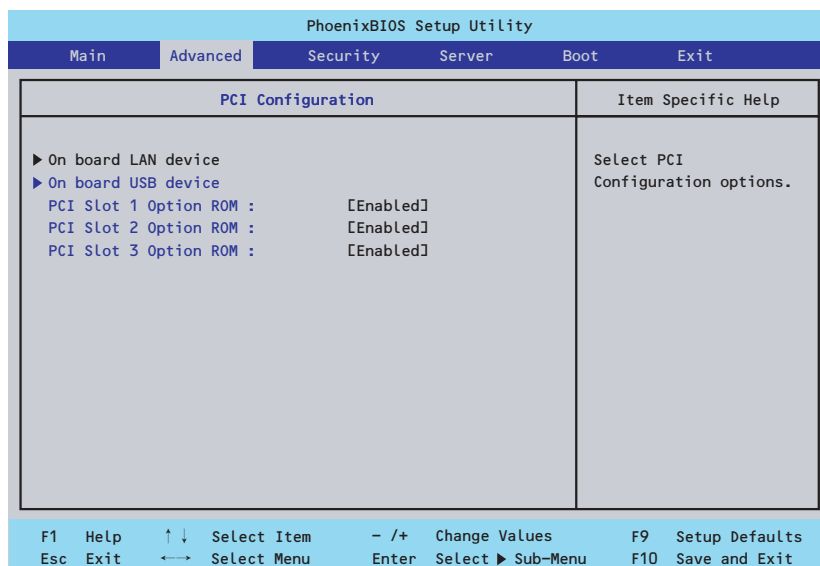 PhoenixBIOS Setup Utility
Main Advanced Security Server Boot Exit
PCI Configuration
Item Specific Help
▶ On board LAN device
▶ On board USB device
PCI Slot 1 Option ROM : [Enabled]
PCI Slot 2 Option ROM : [Enabled]
PCI Slot 3 Option ROM : [Enabled]
Select PCI
Configuration options.
F1 Help ↑↓ Select Item – /+ Change Values F9 Setup Defaults
Esc Exit ←→ Select Menu Enter Select ▶ Sub-Menu F10 Save and Exit